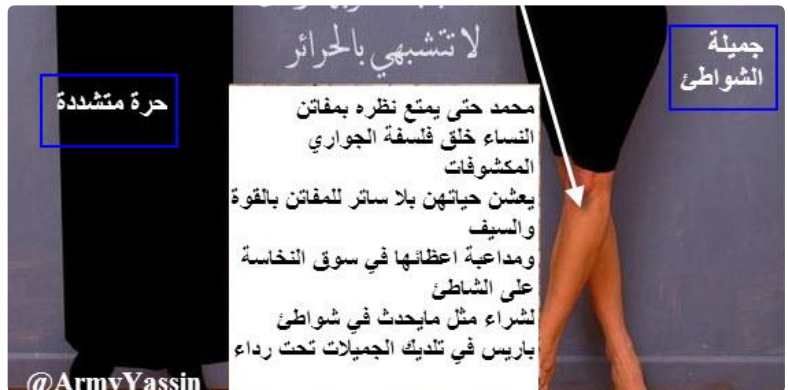 لا تتشبهي بالحرائر
جميلة
الشواطئ
حرة متشددة
محمد حتى يمتع نظره بمفاتن
النساء خلق فلسفة الجواري
المكشوفات
يعشن حياتهن بلا ساتر للمفاتن بالقوة
والسيف
ومداعبة اعظائها في سوق النخاسة
على الشاطئ
لشراء مثل مايحدث في شواطئ
باريس في تلديك الجميلات تحت رداء
@ArmyYassin